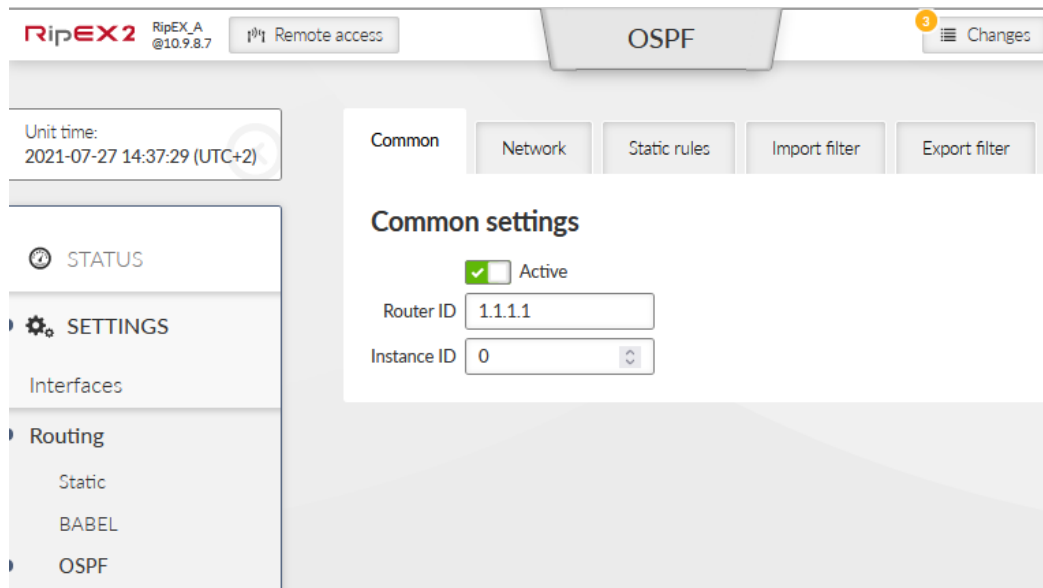 RipEX2 RipEX_A @10.9.8.7 Remote access OSPF 3 Changes
Unit time:
2021-07-27 14:37:29 (UTC+2)
Common Network Static rules Import filter Export filter
Common settings
Active
Router ID 1.1.1.1
Instance ID 0
STATUS
SETTINGS
Interfaces
Routing
Static
BABEL
OSPF